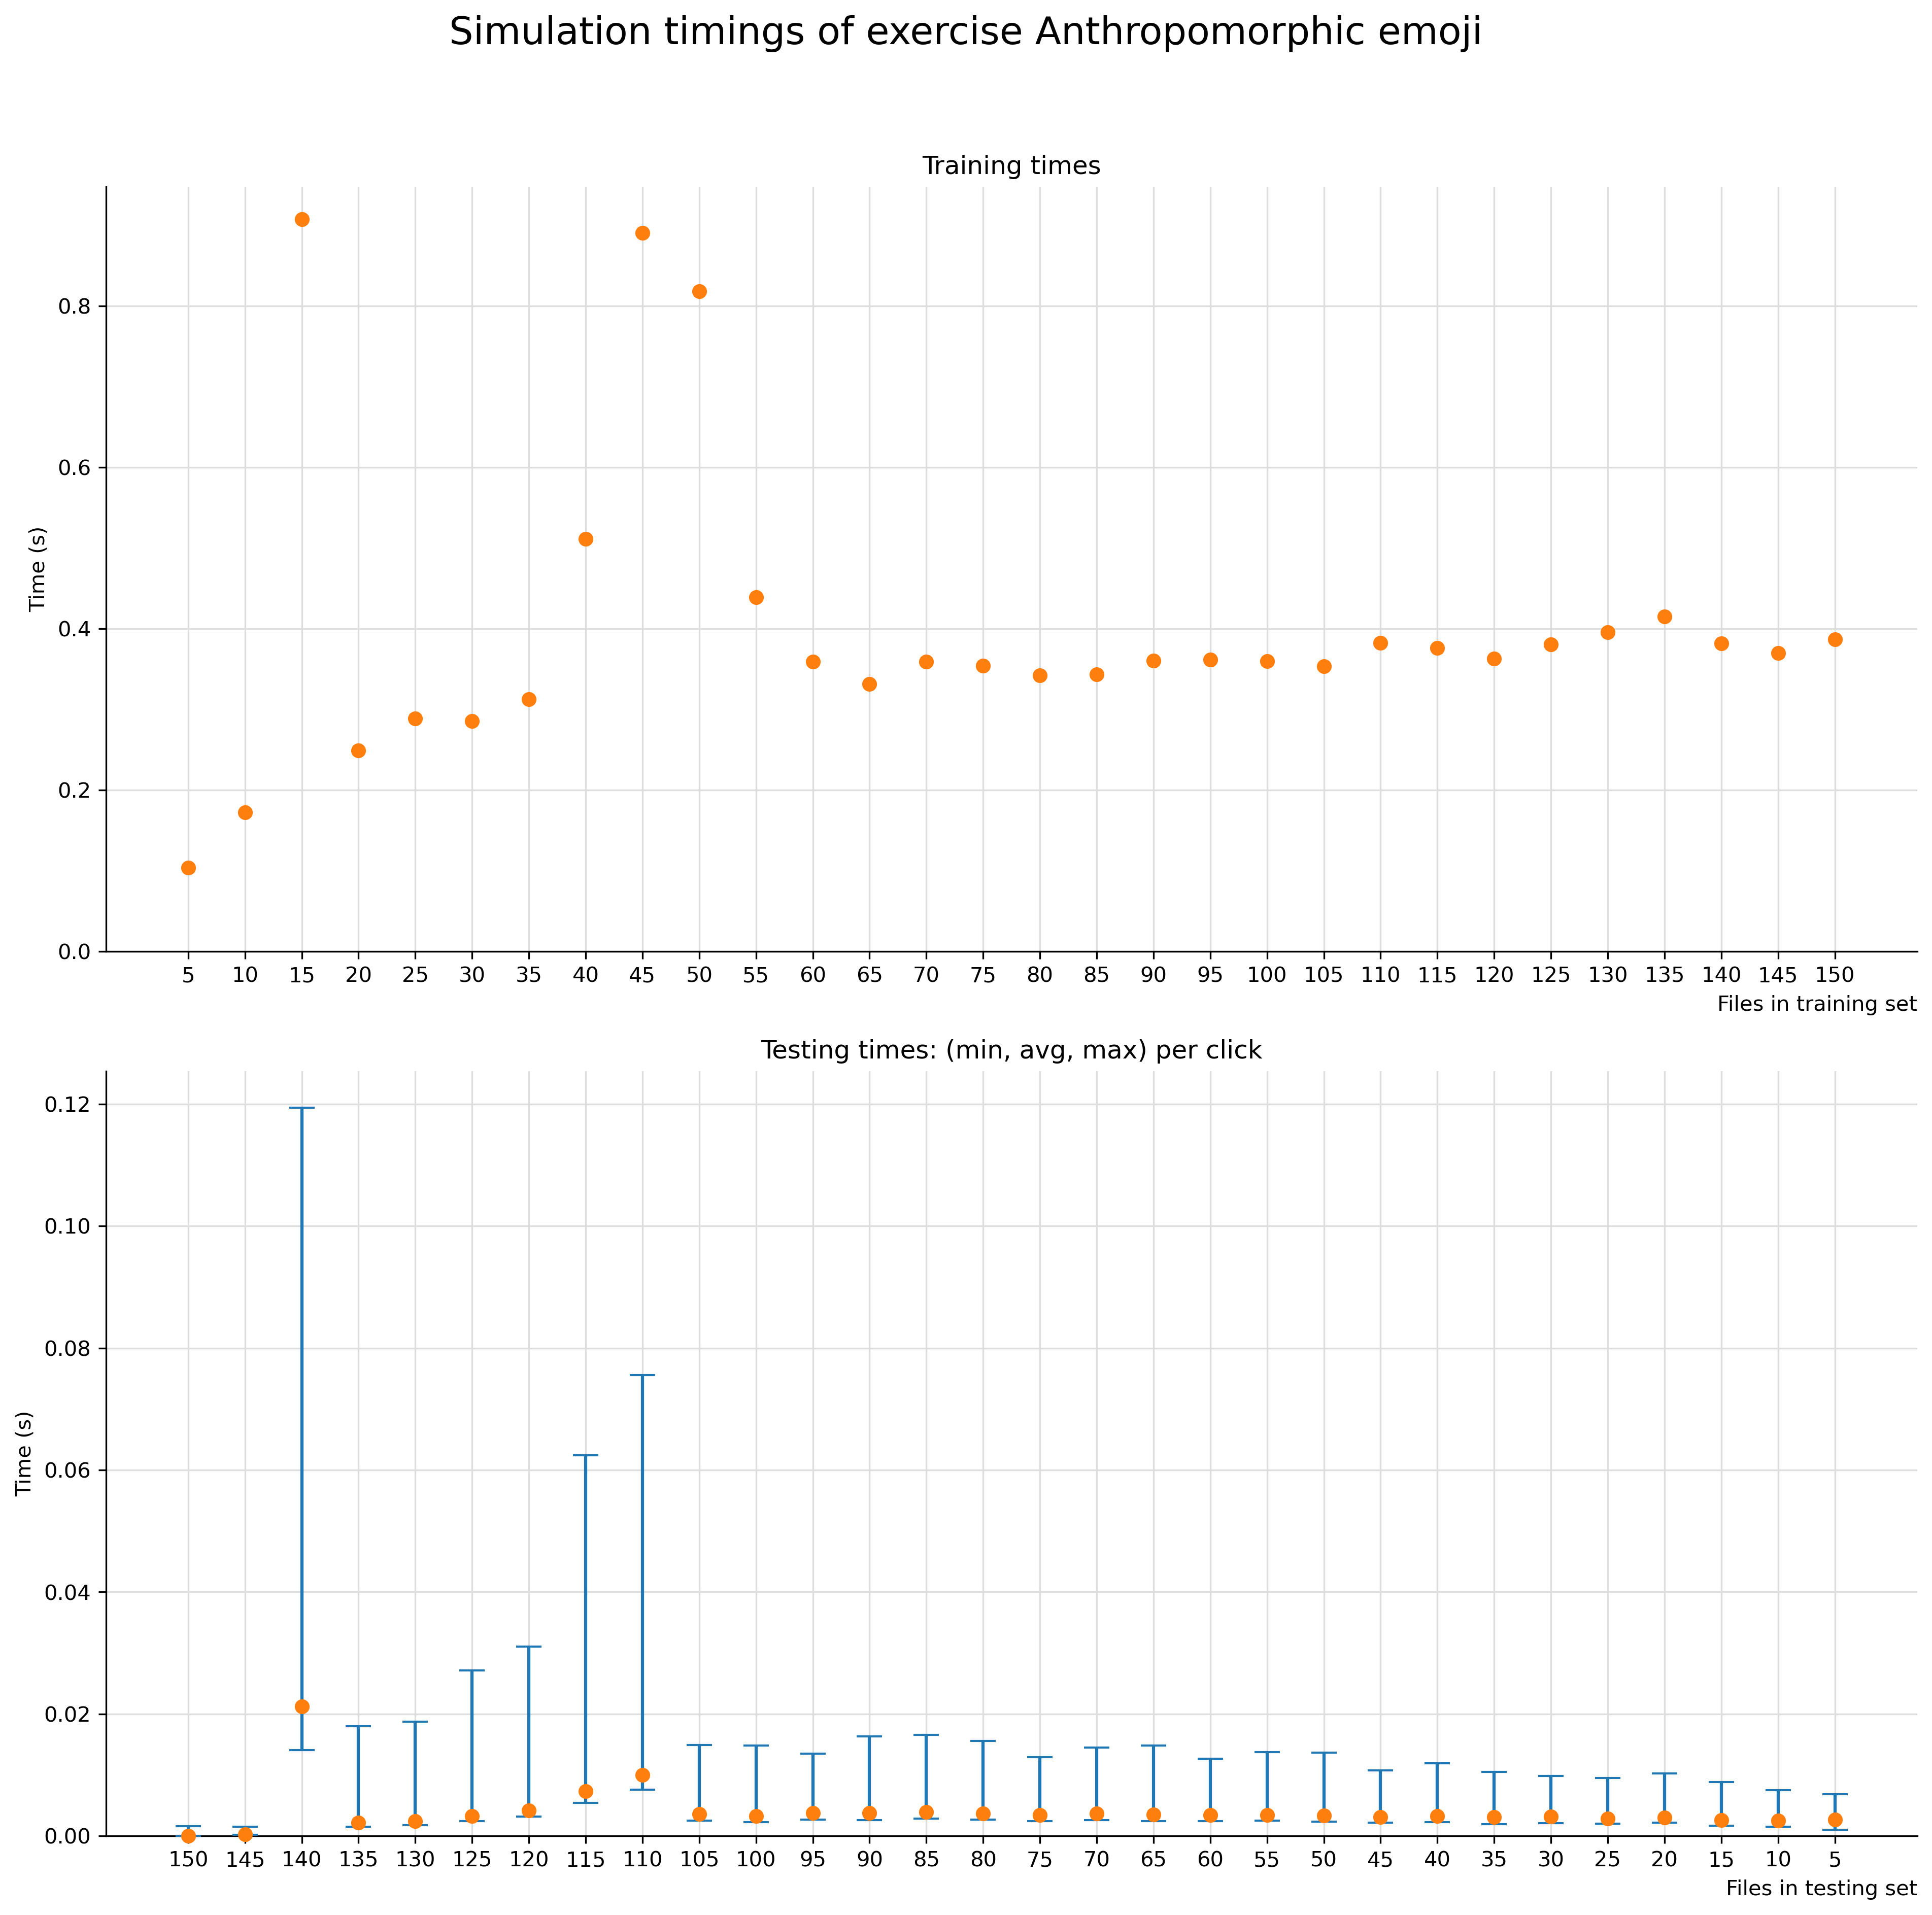 Simulation timings of exercise Anthropomorphic emoji
Training times
Time (s)
0.8
0.6
0.4
0.2
0.0
5 10 15 20 25 30 35 40 45 50 55 60 65 70 75 80 85 90 95 100 105 110 115 120 125 130 135 140 145 150
Files in training set
Testing times: (min, avg, max) per click
Time (s)
0.12
0.10
0.08
0.06
0.04
0.02
0.00
150 145 140 135 130 125 120 115 110 105 100 95 90 85 80 75 70 65 60 55 50 45 40 35 30 25 20 15 10 5
Files in testing set